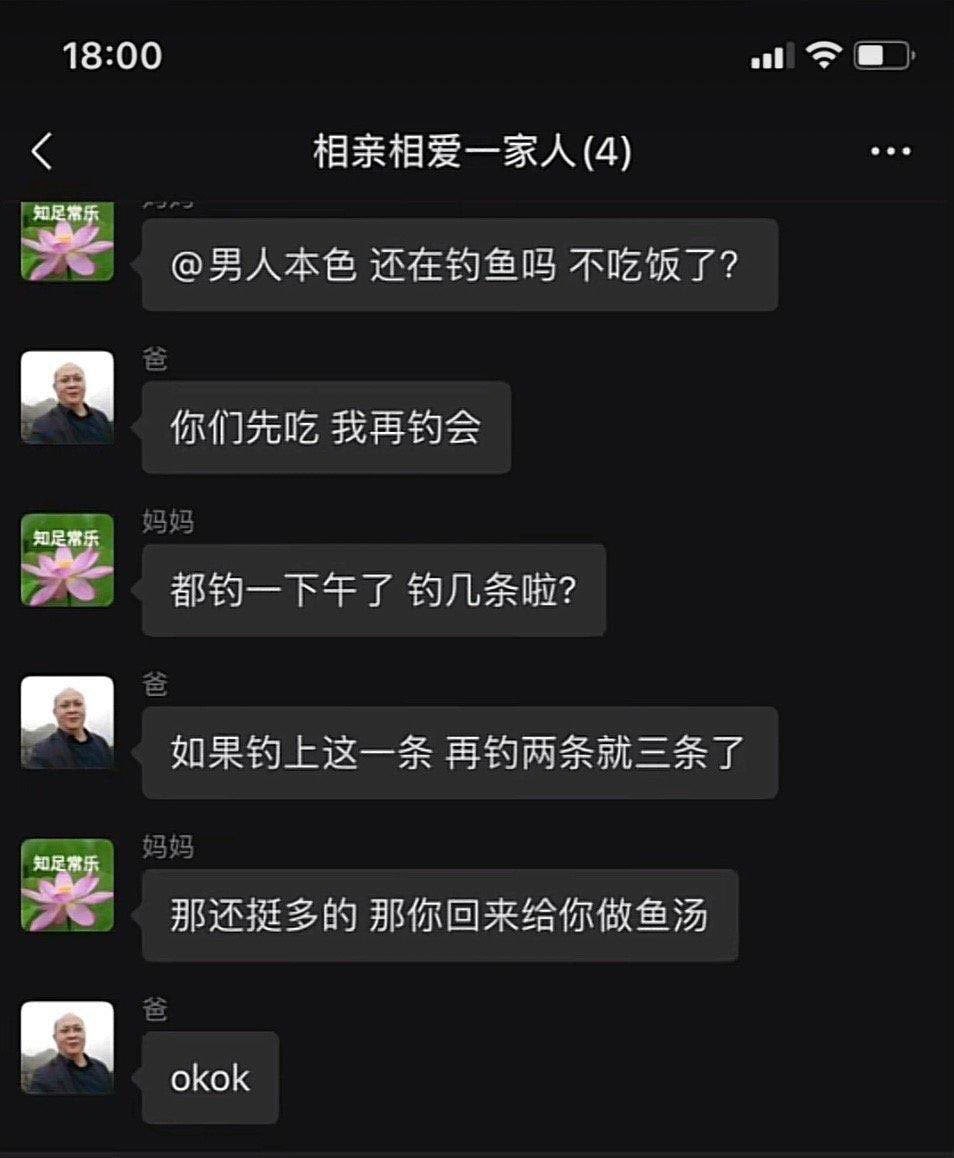 18:00
相亲相爱一家人(4)
知足常乐
妈妈
@男人本色 还在钓鱼吗 不吃饭了?
爸
你们先吃 我再钓会
妈妈
知足常乐
都钓一下午了 钓几条啦?
爸
如果钓上这一条 再钓两条就三条了
妈妈
知足常乐
那还挺多的 那你回来给你做鱼汤
爸
okok